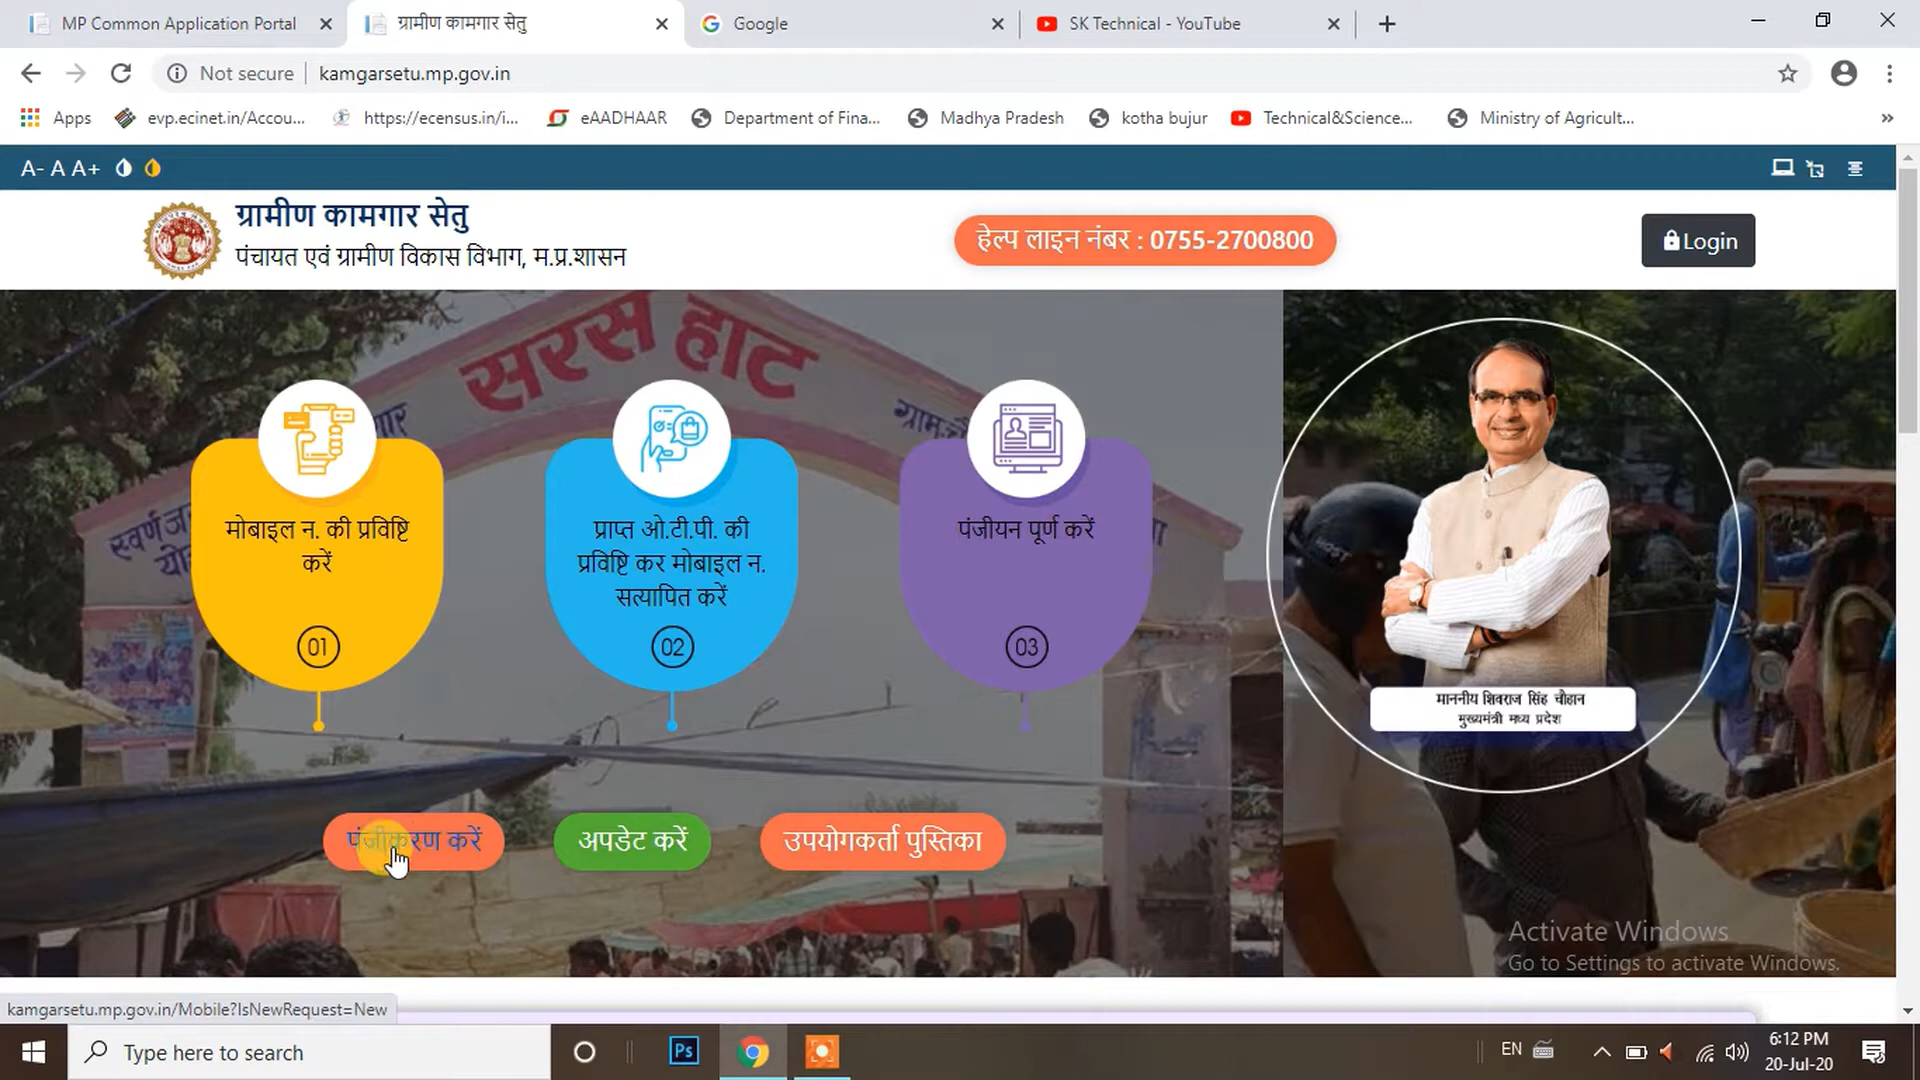 MP Common Application Portal
ग्रामीण कामगार सेतु
Google
SK Technical - YouTube
Not secure
kamgarsetu.mp.gov.in
Apps
evp.ecinet.in/Accou...
https://ecensus.in/i...
eAADHAAR
Department of Fina...
Madhya Pradesh
kotha bujur
Technical&Science...
Ministry of Agricult...
»
A- A A+
ग्रामीण कामगार सेतु
पंचायत एवं ग्रामीण विकास विभाग, म.प्र.शासन
हेल्प लाइन नंबर : 0755-2700800
Login
सरस हाट
मोबाइल न. की प्रविष्टि
करें
01
प्राप्त ओ.टी.पी. की
प्रविष्टि कर मोबाइल न.
सत्यापित करें
02
पंजीयन पूर्ण करें
03
HOST
माननीय शिवराज सिंह चौहान
मुख्यमंत्री मध्य प्रदेश
पंजीकरण करें
अपडेट करें
उपयोगकर्ता पुस्तिका
Activate Windows
Go to Settings to activate Windows.
kamgarsetu.mp.gov.in/Mobile?IsNewRequest=New
Type here to search
Ps
EN
6:12 PM
20-Jul-20